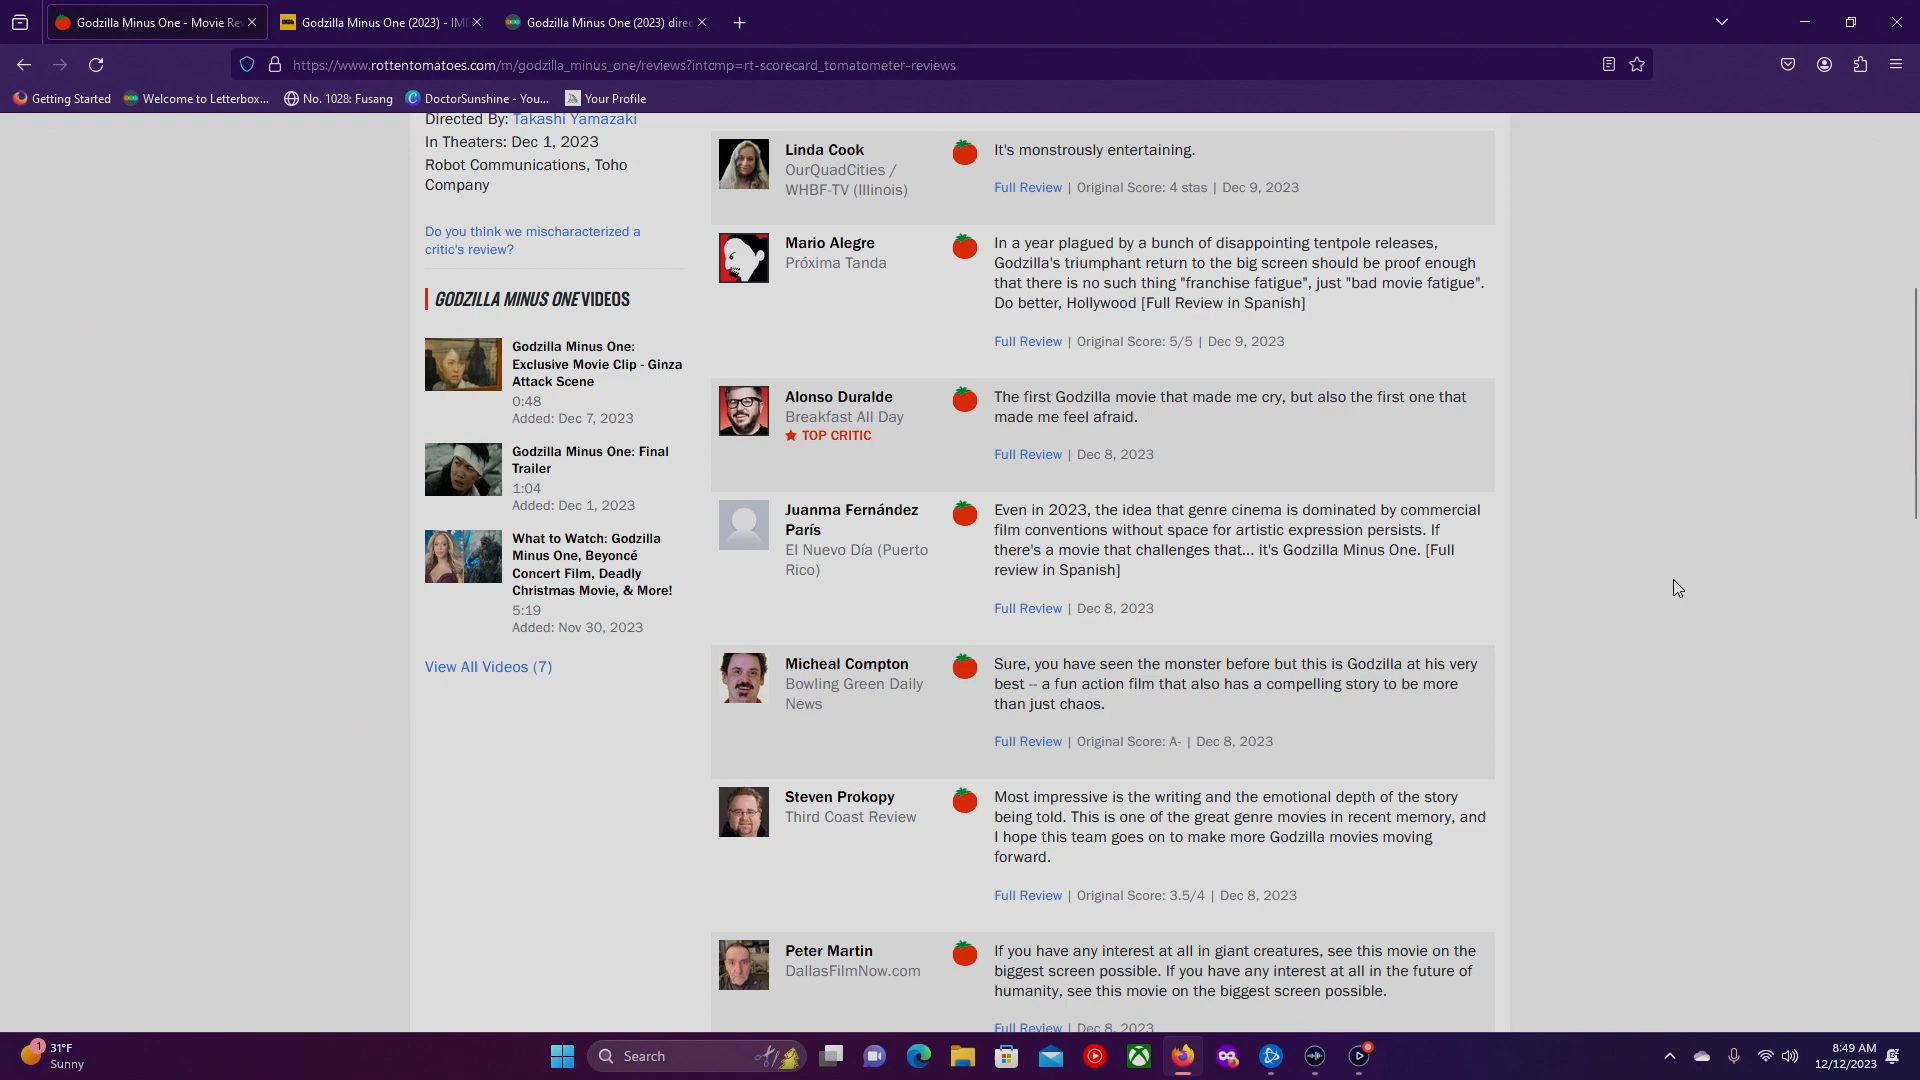 Godzilla Minus One - Movie Re
Godzilla Minus One (2023) - IM
Godzilla Minus One (2023) direc
https://www.rottentomatoes.com/m/godzilla_minus_one/reviews?intcmp=rt-scorecard_tomatometer-reviews
Getting Started
Welcome to Letterbox...
No. 1028: Fusang
DoctorSunshine - You...
Your Profile
Directed By: Takashi Yamazaki
In Theaters: Dec 1, 2023
Robot Communications, Toho
Company
Do you think we mischaracterized a
critic's review?
GODZILLA MINUS ONE VIDEOS
Godzilla Minus One:
Exclusive Movie Clip - Ginza
Attack Scene
0:48
Added: Dec 7, 2023
Godzilla Minus One: Final
Trailer
1:04
Added: Dec 1, 2023
What to Watch: Godzilla
Minus One, Beyoncé
Concert Film, Deadly
Christmas Movie, & More!
5:19
Added: Nov 30, 2023
View All Videos (7)
Linda Cook
OurQuadCities /
WHBF-TV (Illinois)
It's monstrously entertaining.
Full Review | Original Score: 4 stas | Dec 9, 2023
Mario Alegre
Próxima Tanda
In a year plagued by a bunch of disappointing tentpole releases,
Godzilla's triumphant return to the big screen should be proof enough
that there is no such thing "franchise fatigue", just "bad movie fatigue".
Do better, Hollywood [Full Review in Spanish]
Full Review | Original Score: 5/5 | Dec 9, 2023
Alonso Duralde
Breakfast All Day
TOP CRITIC
The first Godzilla movie that made me cry, but also the first one that
made me feel afraid.
Full Review | Dec 8, 2023
Juanma Fernández
París
El Nuevo Día (Puerto
Rico)
Even in 2023, the idea that genre cinema is dominated by commercial
film conventions without space for artistic expression persists. If
there's a movie that challenges that... it's Godzilla Minus One. [Full
review in Spanish]
Full Review | Dec 8, 2023
Micheal Compton
Bowling Green Daily
News
Sure, you have seen the monster before but this is Godzilla at his very
best -- a fun action film that also has a compelling story to be more
than just chaos.
Full Review | Original Score: A- | Dec 8, 2023
Steven Prokopy
Third Coast Review
Most impressive is the writing and the emotional depth of the story
being told. This is one of the great genre movies in recent memory, and
I hope this team goes on to make more Godzilla movies moving
forward.
Full Review | Original Score: 3.5/4 | Dec 8, 2023
Peter Martin
DallasFilmNow.com
If you have any interest at all in giant creatures, see this movie on the
biggest screen possible. If you have any interest at all in the future of
humanity, see this movie on the biggest screen possible.
Full Review | Dec 8, 2023
1
31°F
Sunny
Search
8:49 AM
12/12/2023